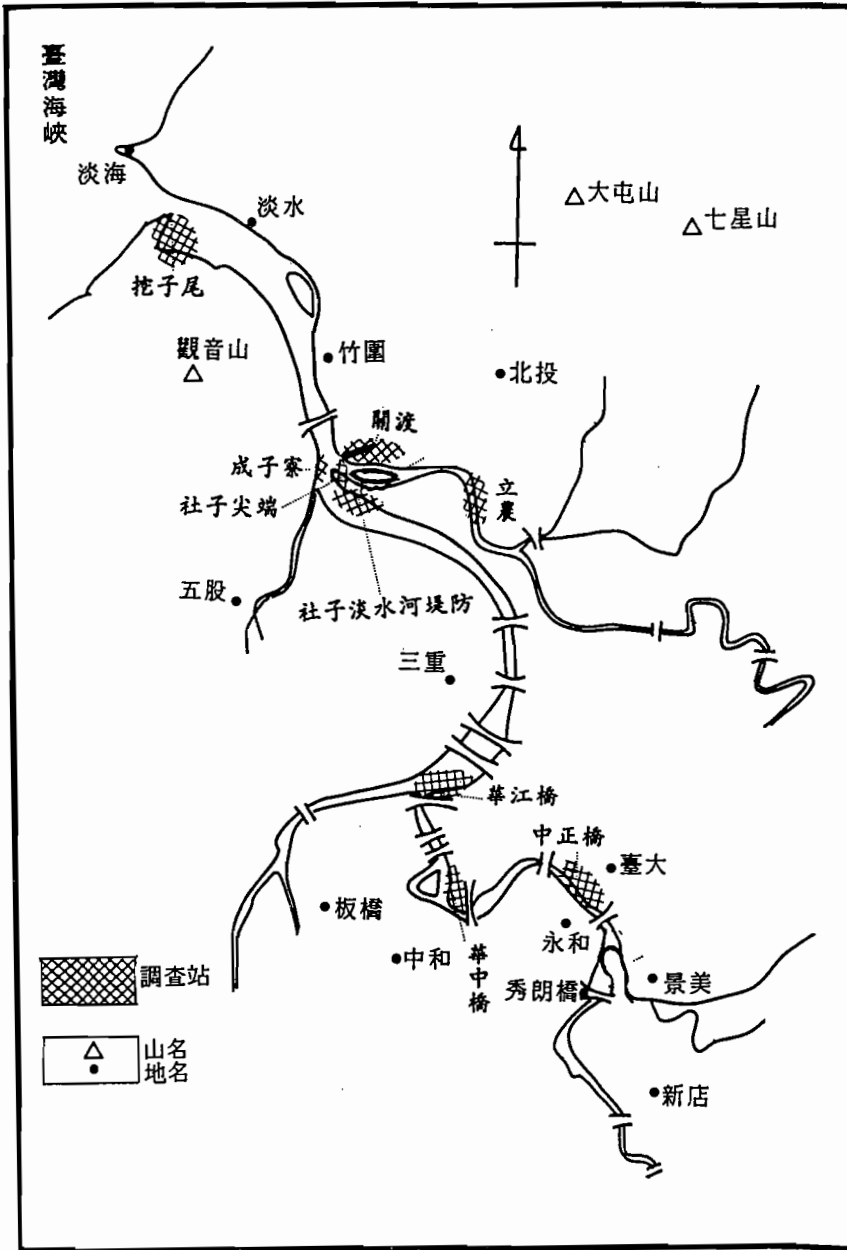 臺灣海峽
淡海
淡水
大屯山
七星山
挖子尾
觀音山
竹圍
北投
關渡
成子寮
社子尖端
立農
五股
社子淡水河堤防
三重
華江橋
中正橋
臺大
板橋
永和
中和
華中橋
景美
秀朗橋
調查站
山名
地名
新店